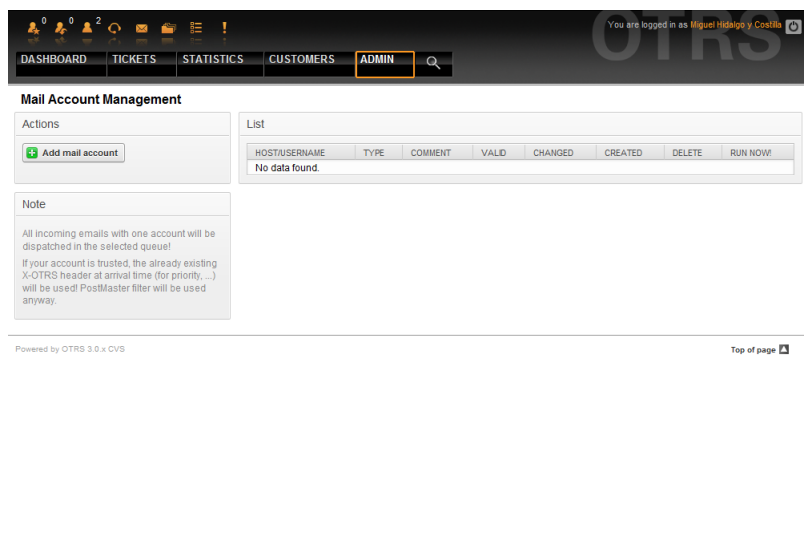 0 0 2
You are logged in as Miguel Hidalgo y Costilla
OTRS
DASHBOARD TICKETS STATISTICS CUSTOMERS ADMIN
Mail Account Management
Actions
Add mail account
List
HOST/USERNAME TYPE COMMENT VALID CHANGED CREATED DELETE RUN NOW!
No data found.
Note
All incoming emails with one account will be
dispatched in the selected queue!
If your account is trusted, the already existing
X-OTRS header at arrival time (for priority, ...)
will be used! PostMaster filter will be used
anyway.
Powered by OTRS 3.0.x CVS
Top of page